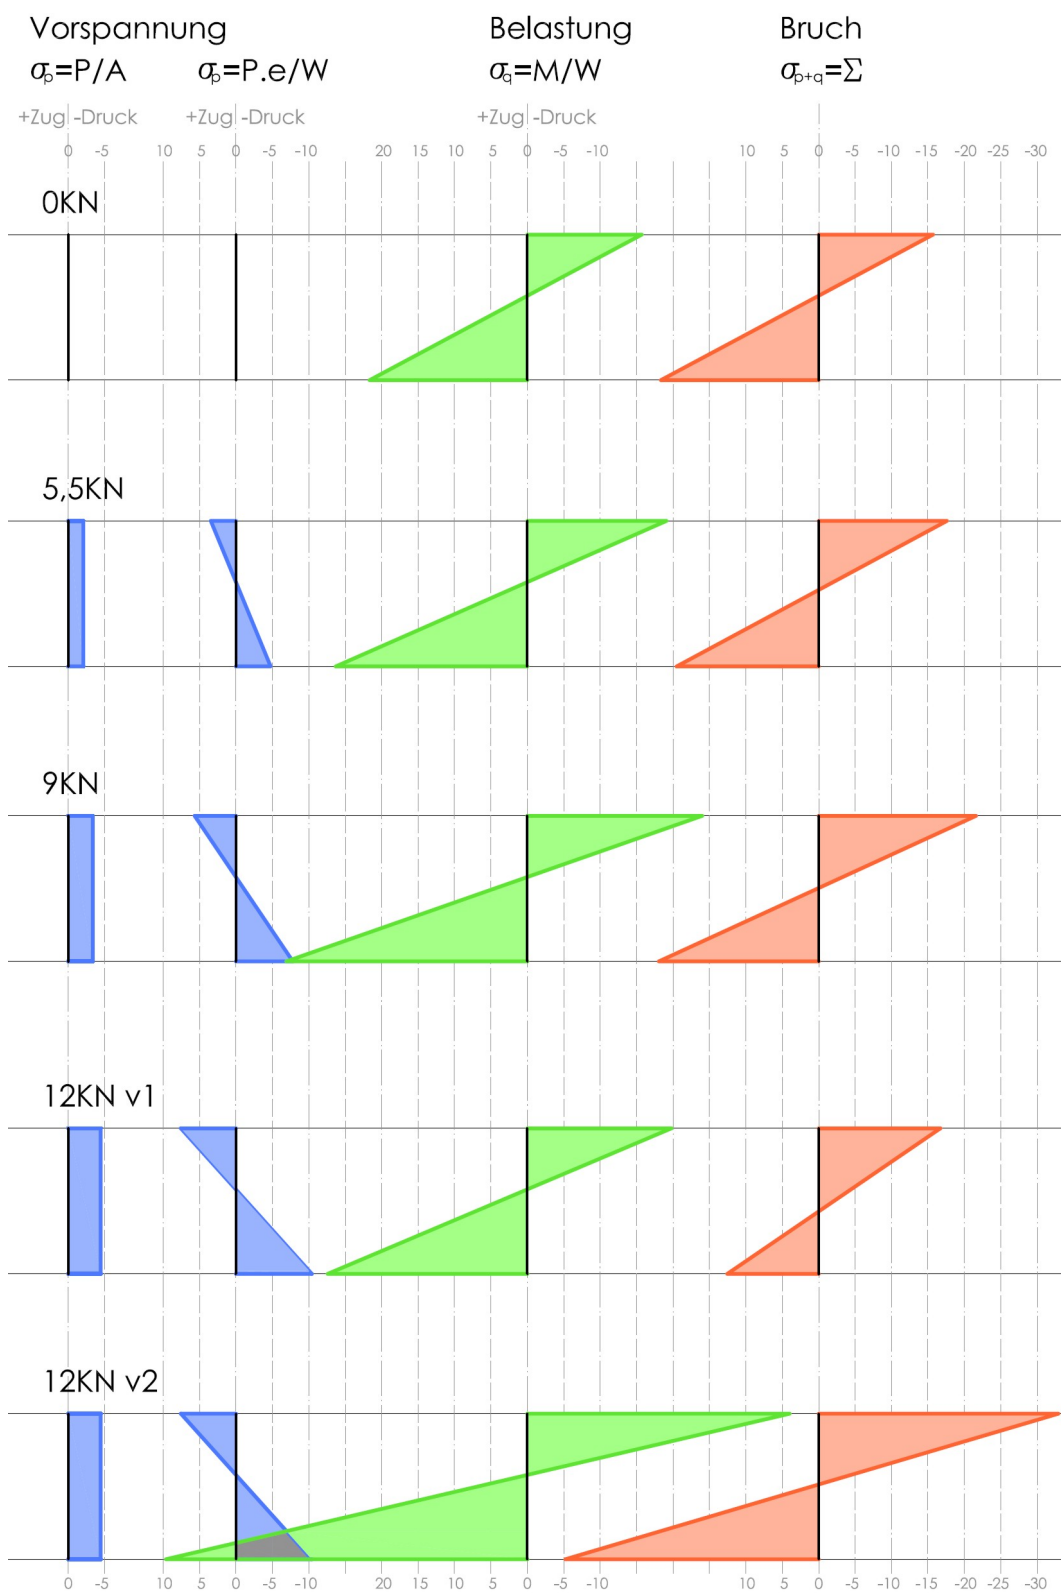 Vorspannung Belastung Bruch
σp=P/A σp=P.e/W σq=M/W σp+q=Σ
+Zug -Druck +Zug -Druck +Zug -Druck
0 -5 10 5 0 -5 -10 20 15 10 5 0 -5 -10 10 5 0 -5 -10 -15 -20 -25 -30
0KN
5,5KN
9KN
12KN v1
12KN v2
0 -5 10 5 0 -5 -10 20 15 10 5 0 -5 -10 10 5 0 -5 -10 -15 -20 -25 -30